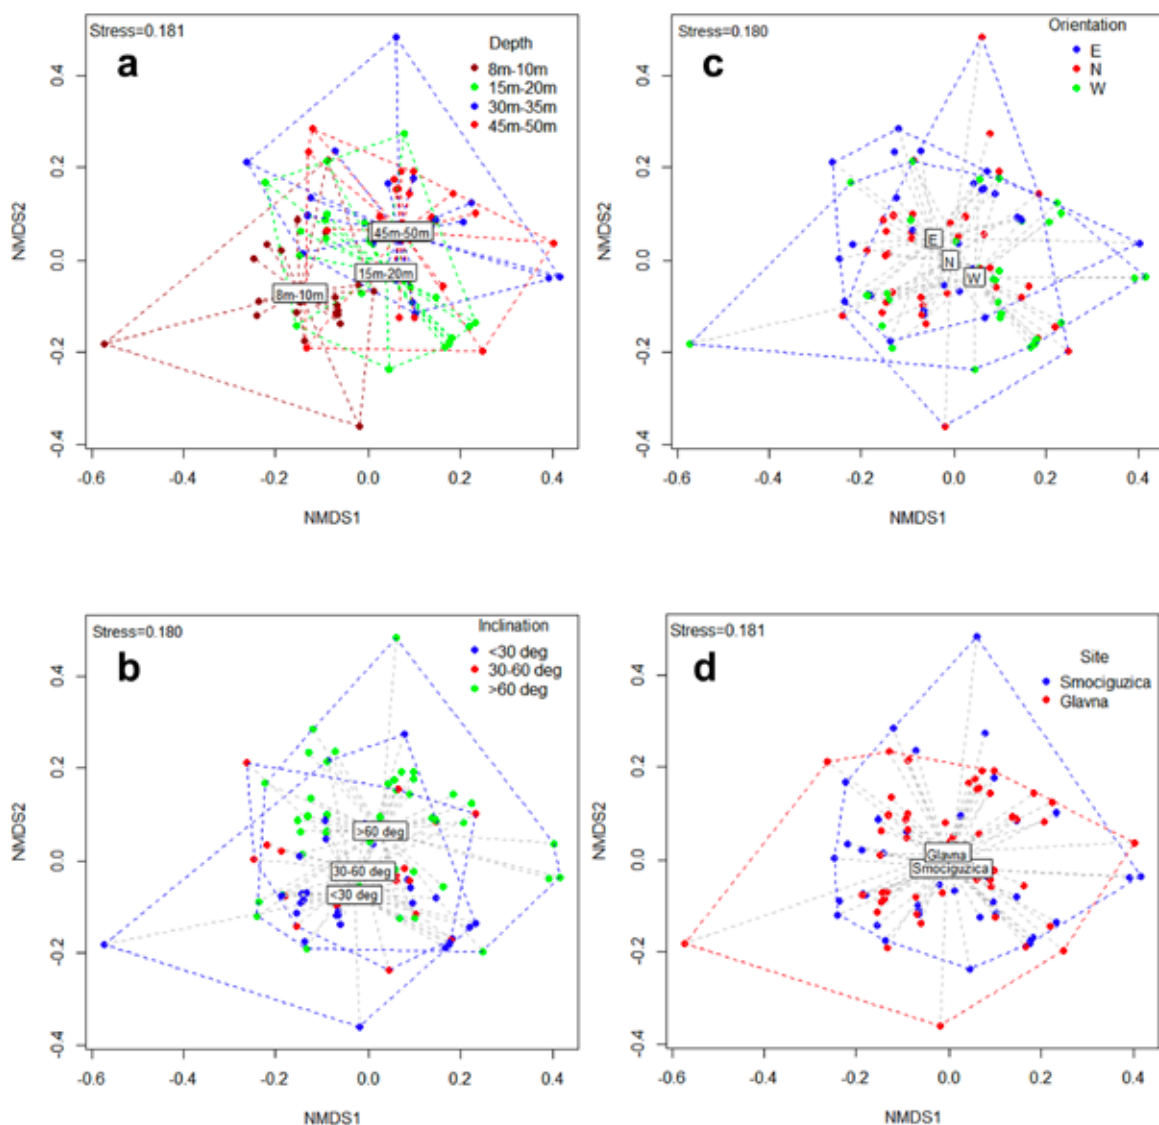 Stress=0.181
a
Depth
8m-10m
15m-20m
30m-35m
45m-50m
45m-50m
15m-20m
8m-10m
NMDS2
0.4
0.2
0.0
-0.2
-0.4
-0.6
-0.4
-0.2
0.0
0.2
0.4
NMDS1
Stress=0.180
c
Orientation
E
N
W
E
N
W
NMDS2
0.4
0.2
0.0
-0.2
-0.4
-0.6
-0.4
-0.2
0.0
0.2
0.4
NMDS1
Stress=0.180
b
Inclination
<30 deg
30-60 deg
>60 deg
>60 deg
30-60 deg
<30 deg
NMDS2
0.4
0.2
0.0
-0.2
-0.4
-0.6
-0.4
-0.2
0.0
0.2
0.4
NMDS1
Stress=0.181
d
Site
Smociguzica
Glavna
Glavna
Smociguzica
NMDS2
0.4
0.2
0.0
-0.2
-0.4
-0.6
-0.4
-0.2
0.0
0.2
0.4
NMDS1